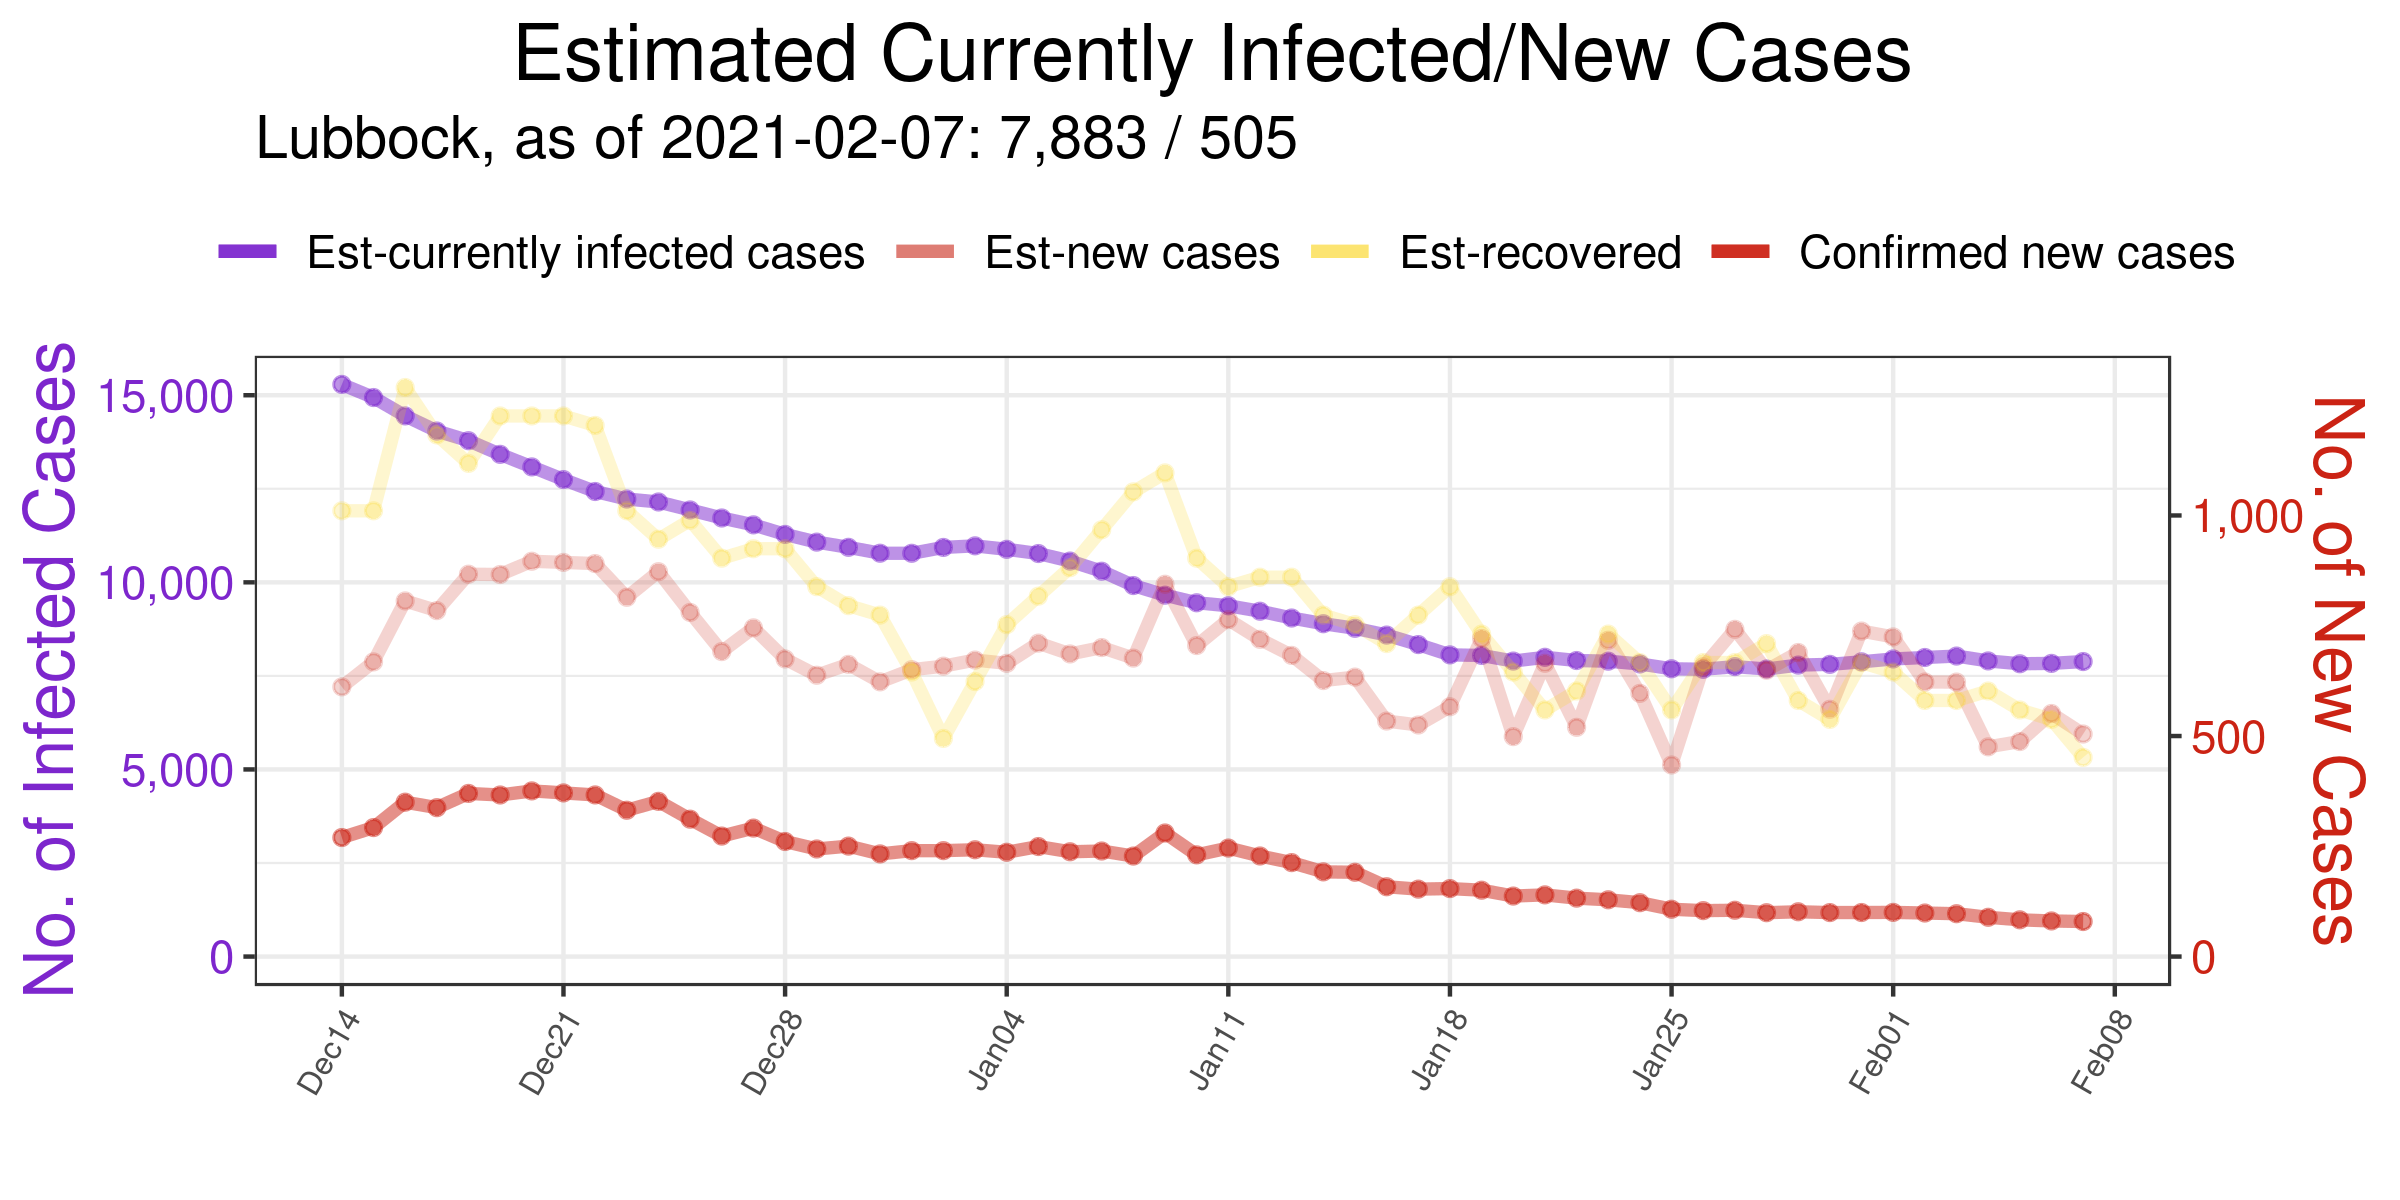 Estimated Currently Infected/New Cases
Lubbock, as of 2021-02-07: 7,883 / 505
Est-currently infected cases Est-new cases Est-recovered Confirmed new cases
No. of Infected Cases
15,000
10,000
5,000
0
1,000
500
0
No. of New Cases
Dec14 Dec21 Dec28 Jan04 Jan11 Jan18 Jan25 Feb01 Feb08